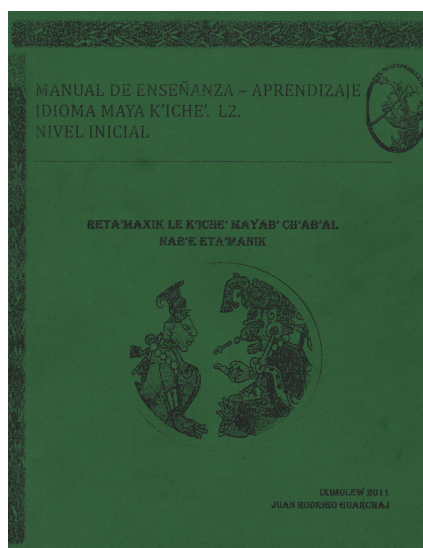 MANUAL DE ENSEÑANZA – APRENDIZAJE
IDIOMA MAYA K'ICHE'. L2.
NIVEL INICIAL
RETA'MAXIK LE K'ICHE' MAYAB' CH'AB'AL
NAB'E ETA'MANIK
IXIMULEW 2011
JUAN RODRIGO GUARCHAJ